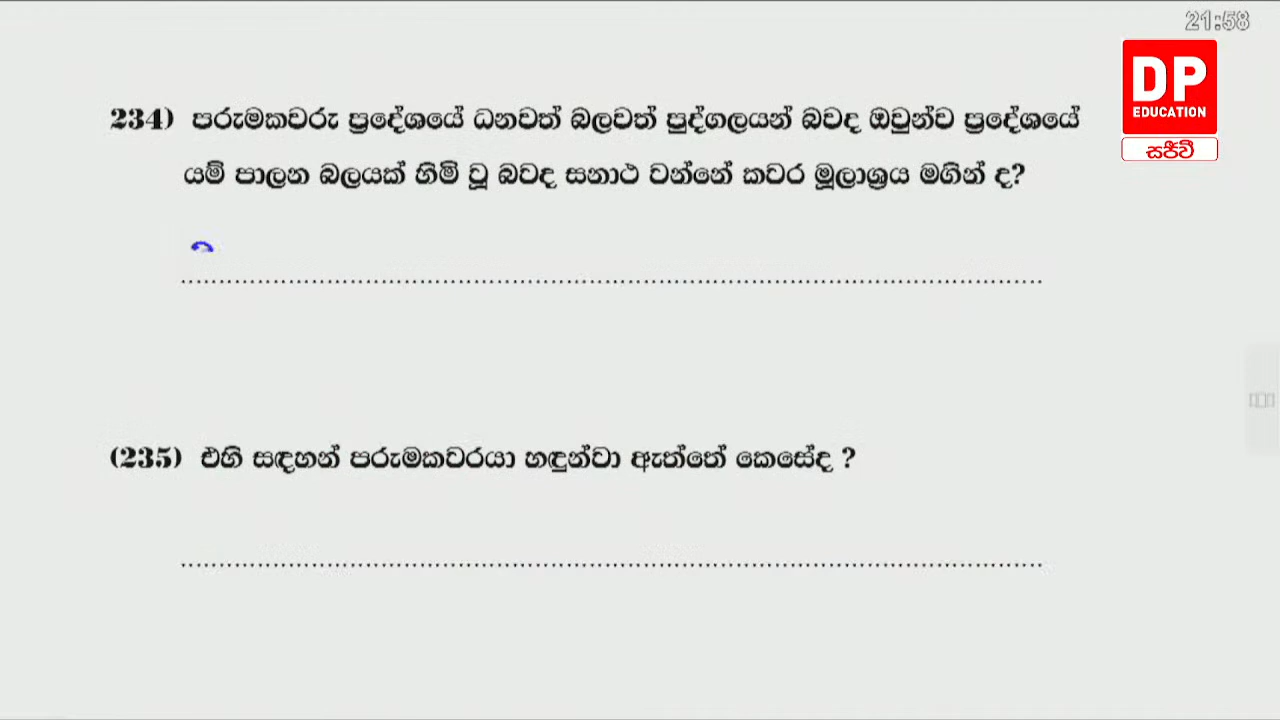 21:58
DP
EDUCATION
සජීවී
234) පරුමකවරු ප්‍රදේශයේ ධනවත් බලවත් පුද්ගලයන් බවද ඔවුන්ව ප්‍රදේශයේ
යම් පාලන බලයක් හිමි වූ බවද සනාථ වන්නේ කවර මූලාශ්‍රය මගින් ද?
(235) එහි සඳහන් පරුමකවරයා හඳුන්වා ඇත්තේ කෙසේද ?